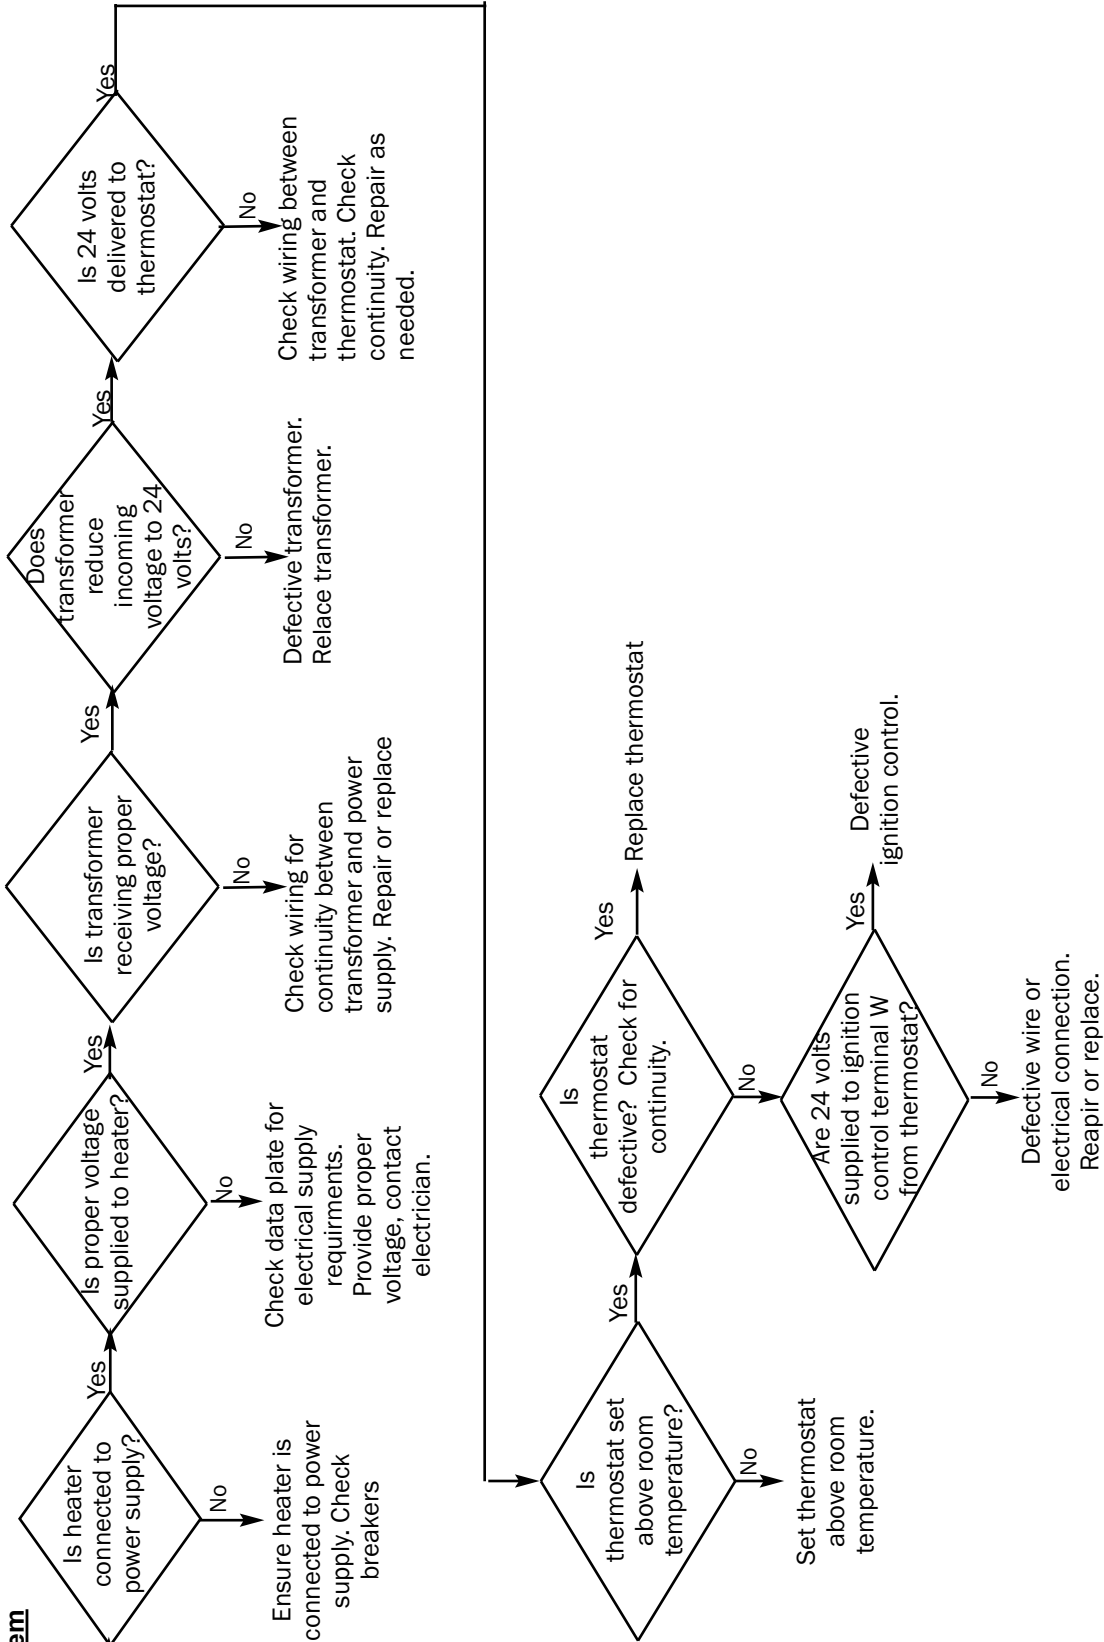 em
Is heater
connected to
power supply?
Yes
No
Ensure heater is
connected to power
supply. Check
breakers
Is proper voltage
supplied to heater?
Yes
No
Check data plate for
electrical supply
requirments.
Provide proper
voltage, contact
electrician.
Is transformer
receiving proper
voltage?
Yes
No
Check wiring for
continuity between
transformer and power
supply. Repair or replace
Does
transformer
reduce
incoming
voltage to 24
volts?
Yes
No
Defective transformer.
Relace transformer.
Is 24 volts
delivered to
thermostat?
Yes
No
Check wiring between
transformer and
thermostat. Check
continuity. Repair as
needed.
Is
thermostat set
above room
temperature?
Yes
No
Set thermostat
above room
temperature.
Is
thermostat
defective?  Check for
continuity.
Yes
Replace thermostat
No
Are 24 volts
supplied to ignition
control terminal W
from thermostat?
Yes
Defective
ignition control.
No
Defective wire or
electrical connection.
Reapir or replace.